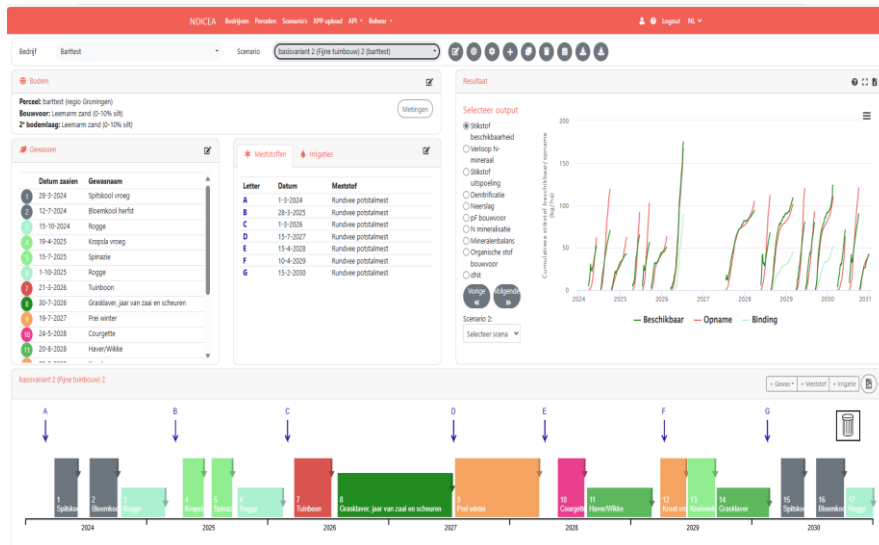 NDICEA Bedrijven Percelen Scenario's XPP upload API Beheer Logout NL
Bedrijf Barttest Scenario basisvariant 2 (Fijne tuinbouw) 2 (barttest)
Bodem
Perceel: barttest (regio Groningen)
Bouwvoor: Leemarm zand (0-10% silt)
2e bodemlaag: Leemarm zand (0-10% silt)
Metingen
Gewassen
Datum zaaien Gewasnaam
1 28-3-2024 Spitskool vroeg
2 12-7-2024 Bloemkool herfst
3 15-10-2024 Rogge
4 19-4-2025 Kropsla vroeg
5 15-7-2025 Spinazie
6 1-10-2025 Rogge
7 21-3-2026 Tuinboon
8 30-7-2026 Grasklaver, jaar van zaai en scheuren
9 19-7-2027 Prei winter
10 24-5-2028 Courgette
11 20-8-2028 Haver/Wikke
Meststoffen Irrigaties
Letter Datum Meststof
A 1-3-2024 Rundvee potstalmest
B 28-3-2025 Rundvee potstalmest
C 1-3-2026 Rundvee potstalmest
D 15-7-2027 Rundvee potstalmest
E 15-4-2028 Rundvee potstalmest
F 10-4-2029 Rundvee potstalmest
G 15-2-2030 Rundvee potstalmest
Resultaat
Selecteer output
Stikstof
beschikbaarheid
Verloop N-
mineraal
Stikstof
uitspoeling
Denitrificatie
Neerslag
pF bouwvoor
N mineralisatie
Mineralenbalans
Organische stof
bouwvoor
dNit
Vorige Volgende
« »
Scenario 2:
Selecteer scena
Cumulatieve stikstof beschikbaar/opname
(kg/ha)
200
150
100
50
0
2024 2025 2026 2027 2028 2029 2030 2031
Beschikbaar Opname Binding
basisvariant 2 (Fijne tuinbouw) 2
+ Gewas + Meststof + Irrigatie
A B C D E F G
1 2 3 4 5 6 7 8 9 10 11 12 13 14 15 16 17
Spitskoo Bloemkoo Rogge Kropsla Spinazi Rogge Tuinboon Grasklaver, jaar van zaai en scheuren Prei winter Courgett Haver/Wikke Kroot vro Grasklaver Spitskoo Bloemkoo Rogge
2024 2025 2026 2027 2028 2029 2030